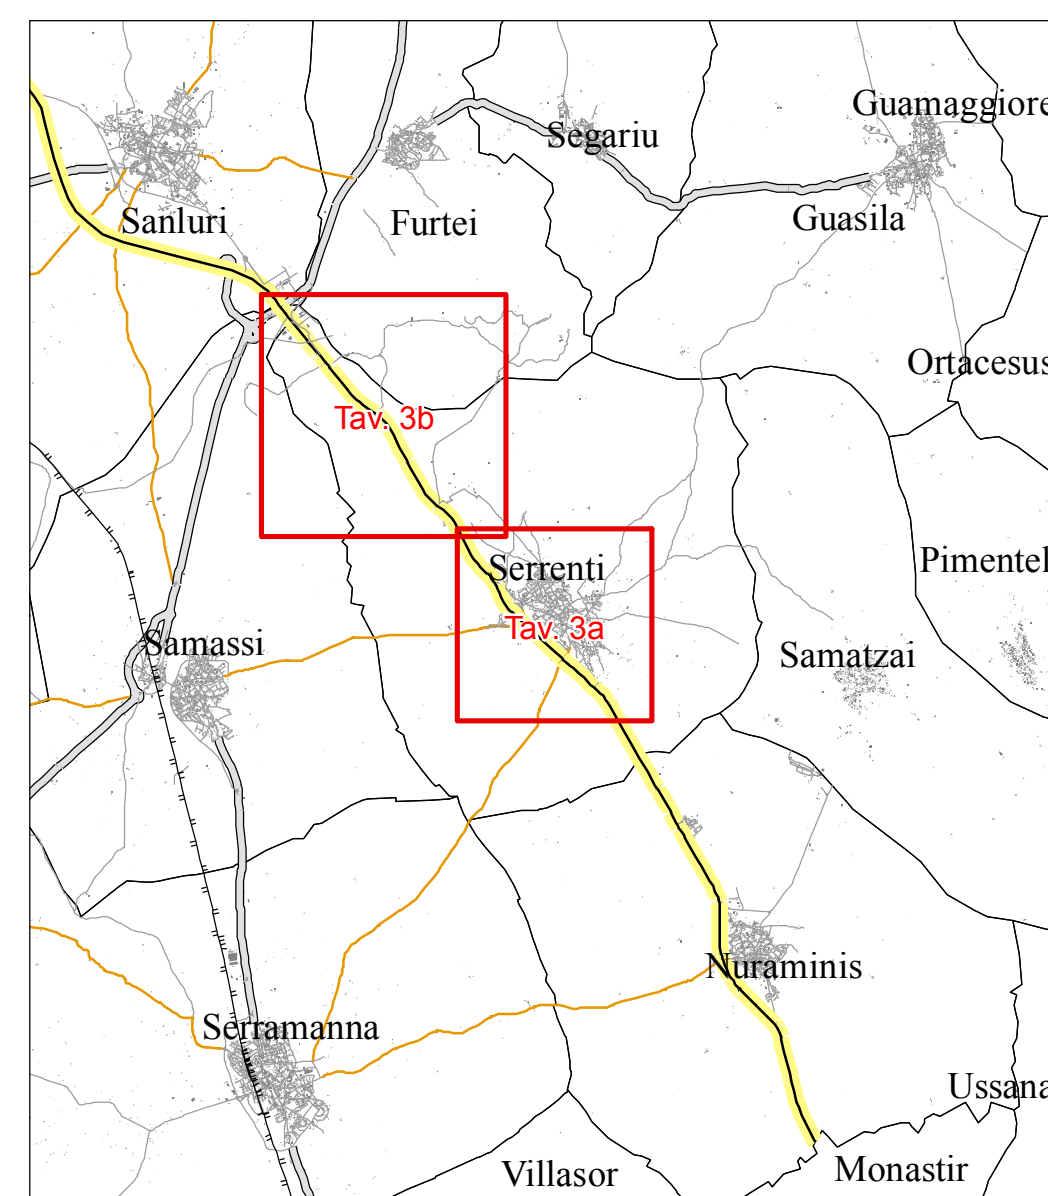 Guamaggiore
Segariu
Sanluri
Furtei
Guasila
Ortacesus
Tav. 3b
Pimentel
Serrenti
Tav. 3a
Samassi
Samatzai
Nuraminis
Serramanna
Ussana
Villasor
Monastir